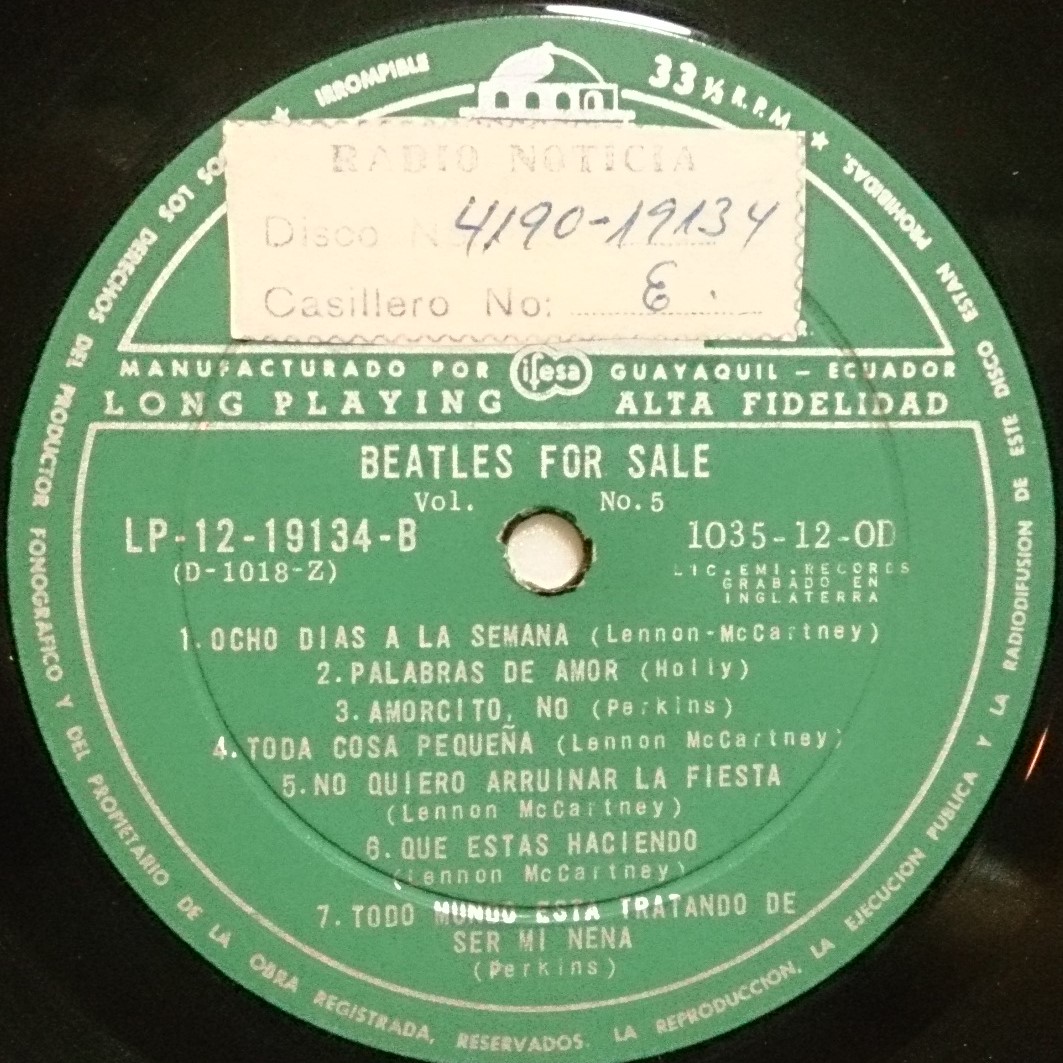 IRROMPIBLE
33 ⅓ R.P.M.
RADIO NOTICIA
Disco No 4190-19134
Casillero No: E.
MANUFACTURADO POR ifesa GUAYAQUIL – ECUADOR
LONG PLAYING ALTA FIDELIDAD
BEATLES FOR SALE
Vol. No.5
LP-12-19134-B 1035-12-OD
(D-1018-Z) LIC.EMI.RECORDS
GRABADO EN
INGLATERRA
1.OCHO DIAS A LA SEMANA (Lennon-McCartney)
2.PALABRAS DE AMOR (Holly)
3.AMORCITO, NO (Perkins)
4.TODA COSA PEQUEÑA (Lennon McCartney)
5.NO QUIERO ARRUINAR LA FIESTA
(Lennon McCartney)
6.QUE ESTAS HACIENDO
(Lennon McCartney)
7.TODO MUNDO ESTA TRATANDO DE
SER MI NENA
(Perkins)
LOS DERECHOS DEL PRODUCTOR FONOGRAFICO Y DEL PROPIETARIO DE LA OBRA REGISTRADA, RESERVADOS. LA REPRODUCCION, LA EJECUCION PUBLICA Y LA RADIODIFUSION DE ESTE DISCO ESTAN PROHIBIDAS.